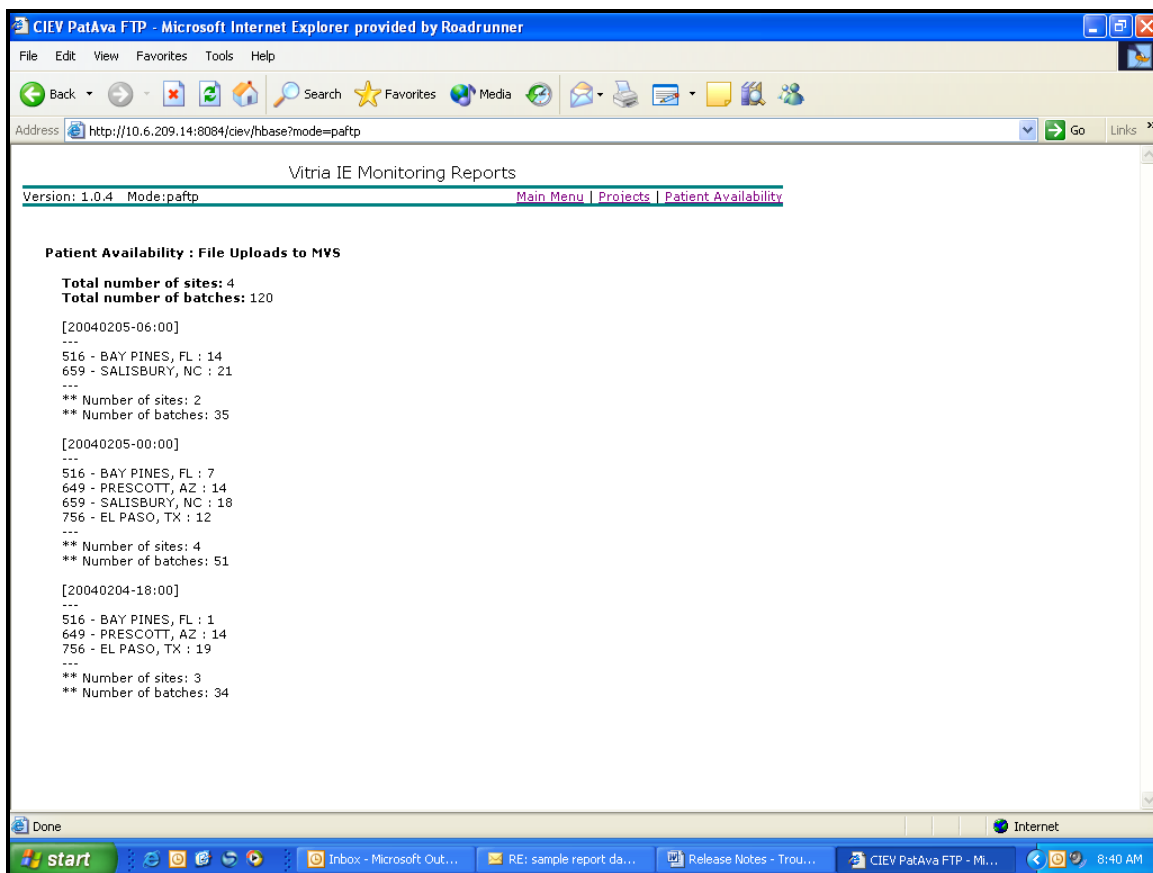 CIEV PatAva FTP - Microsoft Internet Explorer provided by Roadrunner
File Edit View Favorites Tools Help
Back Search Favorites Media
Address http://10.6.209.14:8084/ciev/hbase?mode=paftp Go Links »
Vitria IE Monitoring Reports
Version: 1.0.4 Mode:paftp Main Menu | Projects | Patient Availability
Patient Availability : File Uploads to MVS
Total number of sites: 4
Total number of batches: 120
[20040205-06:00]
---
516 - BAY PINES, FL : 14
659 - SALISBURY, NC : 21
---
** Number of sites: 2
** Number of batches: 35
[20040205-00:00]
---
516 - BAY PINES, FL : 7
649 - PRESCOTT, AZ : 14
659 - SALISBURY, NC : 18
756 - EL PASO, TX : 12
---
** Number of sites: 4
** Number of batches: 51
[20040204-18:00]
---
516 - BAY PINES, FL : 1
649 - PRESCOTT, AZ : 14
756 - EL PASO, TX : 19
---
** Number of sites: 3
** Number of batches: 34
Done Internet
start Inbox - Microsoft Out... RE: sample report da... Release Notes - Trou... CIEV PatAva FTP - Mi... 8:40 AM